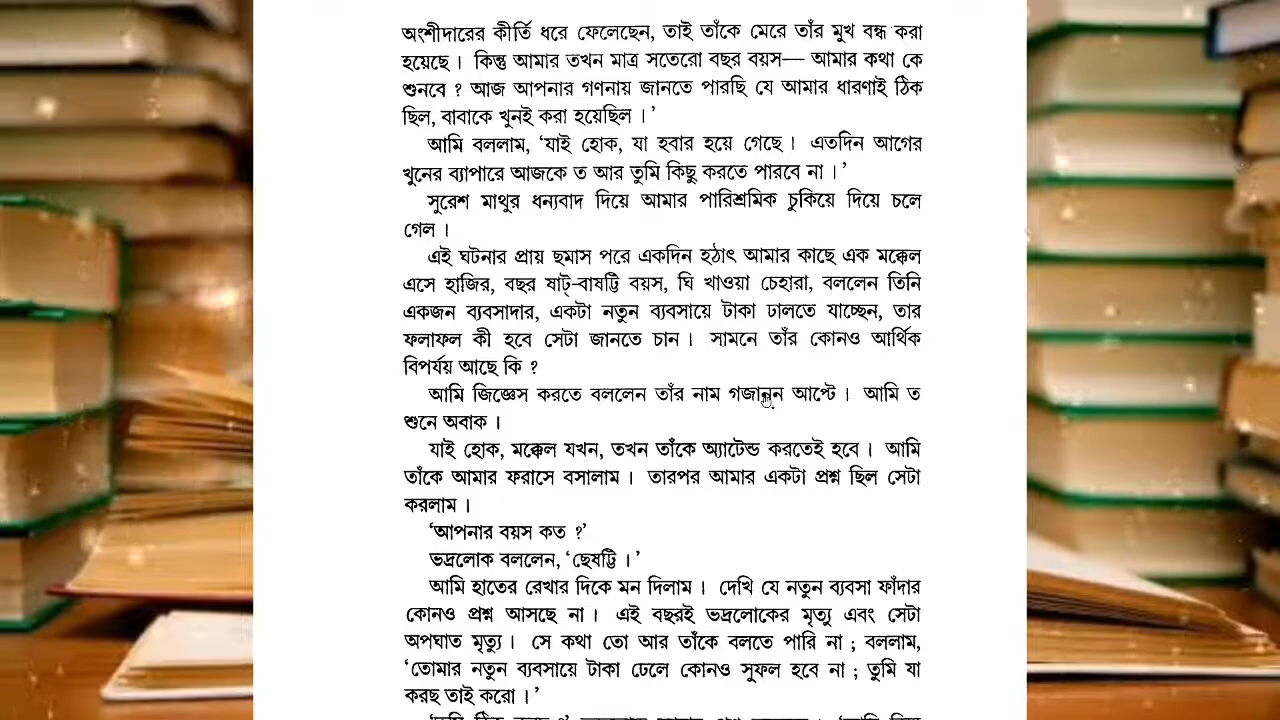 অংশীদারের কীর্তি ধরে ফেলেছেন, তাই তাঁকে মেরে তাঁর মুখ বন্ধ করা
হয়েছে। কিন্তু আমার তখন মাত্র সতেরো বছর বয়স— আমার কথা কে
শুনবে ? আজ আপনার গণনায় জানতে পারছি যে আমার ধারণাই ঠিক
ছিল, বাবাকে খুনই করা হয়েছিল।’
আমি বললাম, ‘যাই হোক, যা হবার হয়ে গেছে। এতদিন আগের
খুনের ব্যাপারে আজকে ত আর তুমি কিছু করতে পারবে না।’
সুরেশ মাথুর ধন্যবাদ দিয়ে আমার পারিশ্রমিক চুকিয়ে দিয়ে চলে
গেল।
এই ঘটনার প্রায় ছমাস পরে একদিন হঠাৎ আমার কাছে এক মক্কেল
এসে হাজির, বছর ষাট্-বাষট্টি বয়স, ঘি খাওয়া চেহারা, বললেন তিনি
একজন ব্যবসাদার, একটা নতুন ব্যবসায়ে টাকা ঢালতে যাচ্ছেন, তার
ফলাফল কী হবে সেটা জানতে চান। সামনে তাঁর কোনও আর্থিক
বিপর্যয় আছে কি ?
আমি জিজ্ঞেস করতে বললেন তাঁর নাম গজানন আপ্টে। আমি ত
শুনে অবাক।
যাই হোক, মক্কেল যখন, তখন তাঁকে অ্যাটেন্ড করতেই হবে। আমি
তাঁকে আমার ফরাসে বসালাম। তারপর আমার একটা প্রশ্ন ছিল সেটা
করলাম।
‘আপনার বয়স কত ?’
ভদ্রলোক বললেন, ‘ছেষট্টি।’
আমি হাতের রেখার দিকে মন দিলাম। দেখি যে নতুন ব্যবসা ফাঁদার
কোনও প্রশ্ন আসছে না। এই বছরই ভদ্রলোকের মৃত্যু এবং সেটা
অপঘাত মৃত্যু। সে কথা তো আর তাঁকে বলতে পারি না ; বললাম,
‘তোমার নতুন ব্যবসায়ে টাকা ঢেলে কোনও সুফল হবে না ; তুমি যা
করছ তাই করো।’